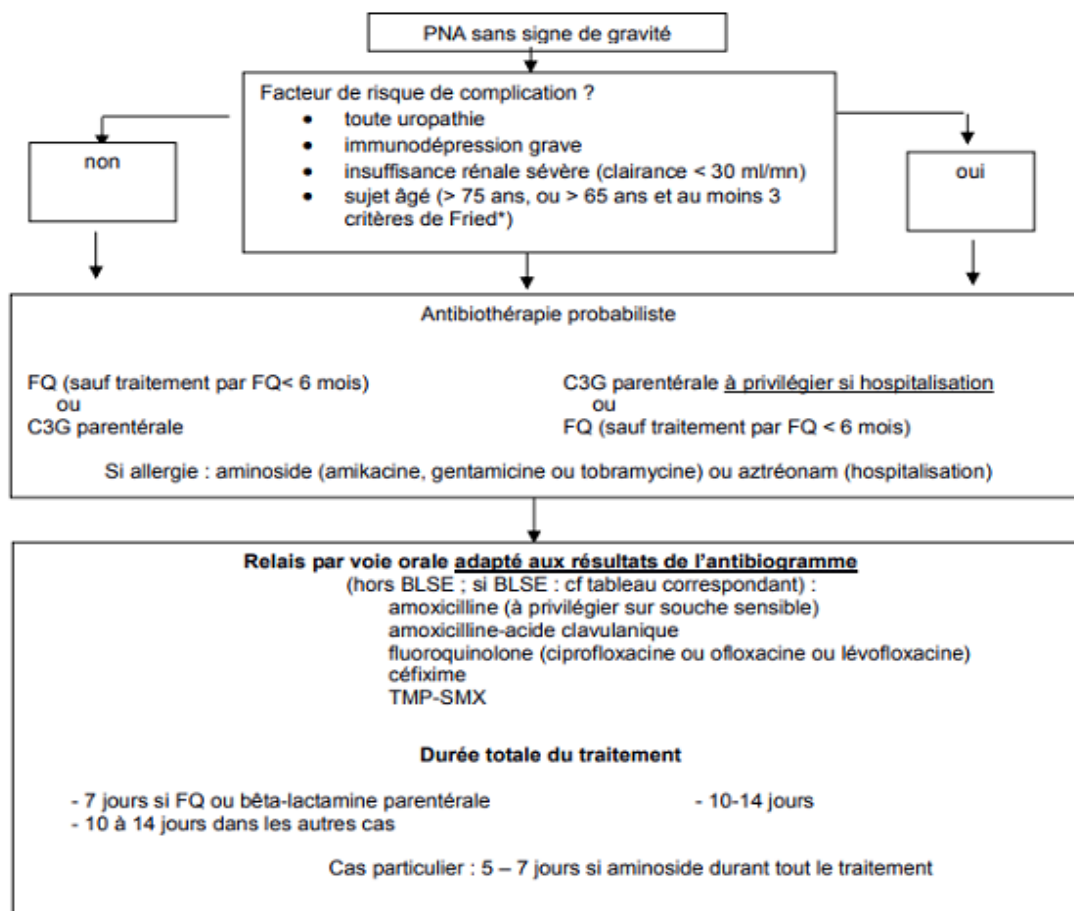 PNA sans signe de gravité
Facteur de risque de complication ?
• toute uropathie
• immunodépression grave
• insuffisance rénale sévère (clairance < 30 ml/mn)
• sujet âgé (> 75 ans, ou > 65 ans et au moins 3
critères de Fried*)
non
oui
Antibiothérapie probabiliste
FQ (sauf traitement par FQ< 6 mois)
ou
C3G parentérale
C3G parentérale à privilégier si hospitalisation
ou
FQ (sauf traitement par FQ < 6 mois)
Si allergie : aminoside (amikacine, gentamicine ou tobramycine) ou aztréonam (hospitalisation)
Relais par voie orale adapté aux résultats de l'antibiogramme
(hors BLSE ; si BLSE : cf tableau correspondant) :
amoxicilline (à privilégier sur souche sensible)
amoxicilline-acide clavulanique
fluoroquinolone (ciprofloxacine ou ofloxacine ou lévofloxacine)
céfixime
TMP-SMX
Durée totale du traitement
- 7 jours si FQ ou bêta-lactamine parentérale
- 10 à 14 jours dans les autres cas
- 10-14 jours
Cas particulier : 5 – 7 jours si aminoside durant tout le traitement